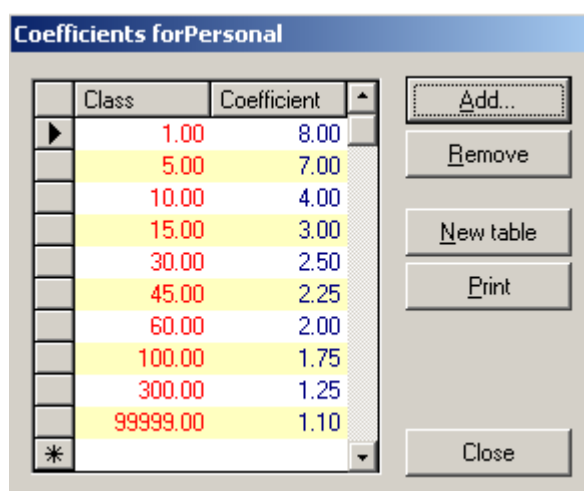 Coefficients forPersonal
Class Coefficient
1.00 8.00
5.00 7.00
10.00 4.00
15.00 3.00
30.00 2.50
45.00 2.25
60.00 2.00
100.00 1.75
300.00 1.25
99999.00 1.10
Add...
Remove
New table
Print
Close